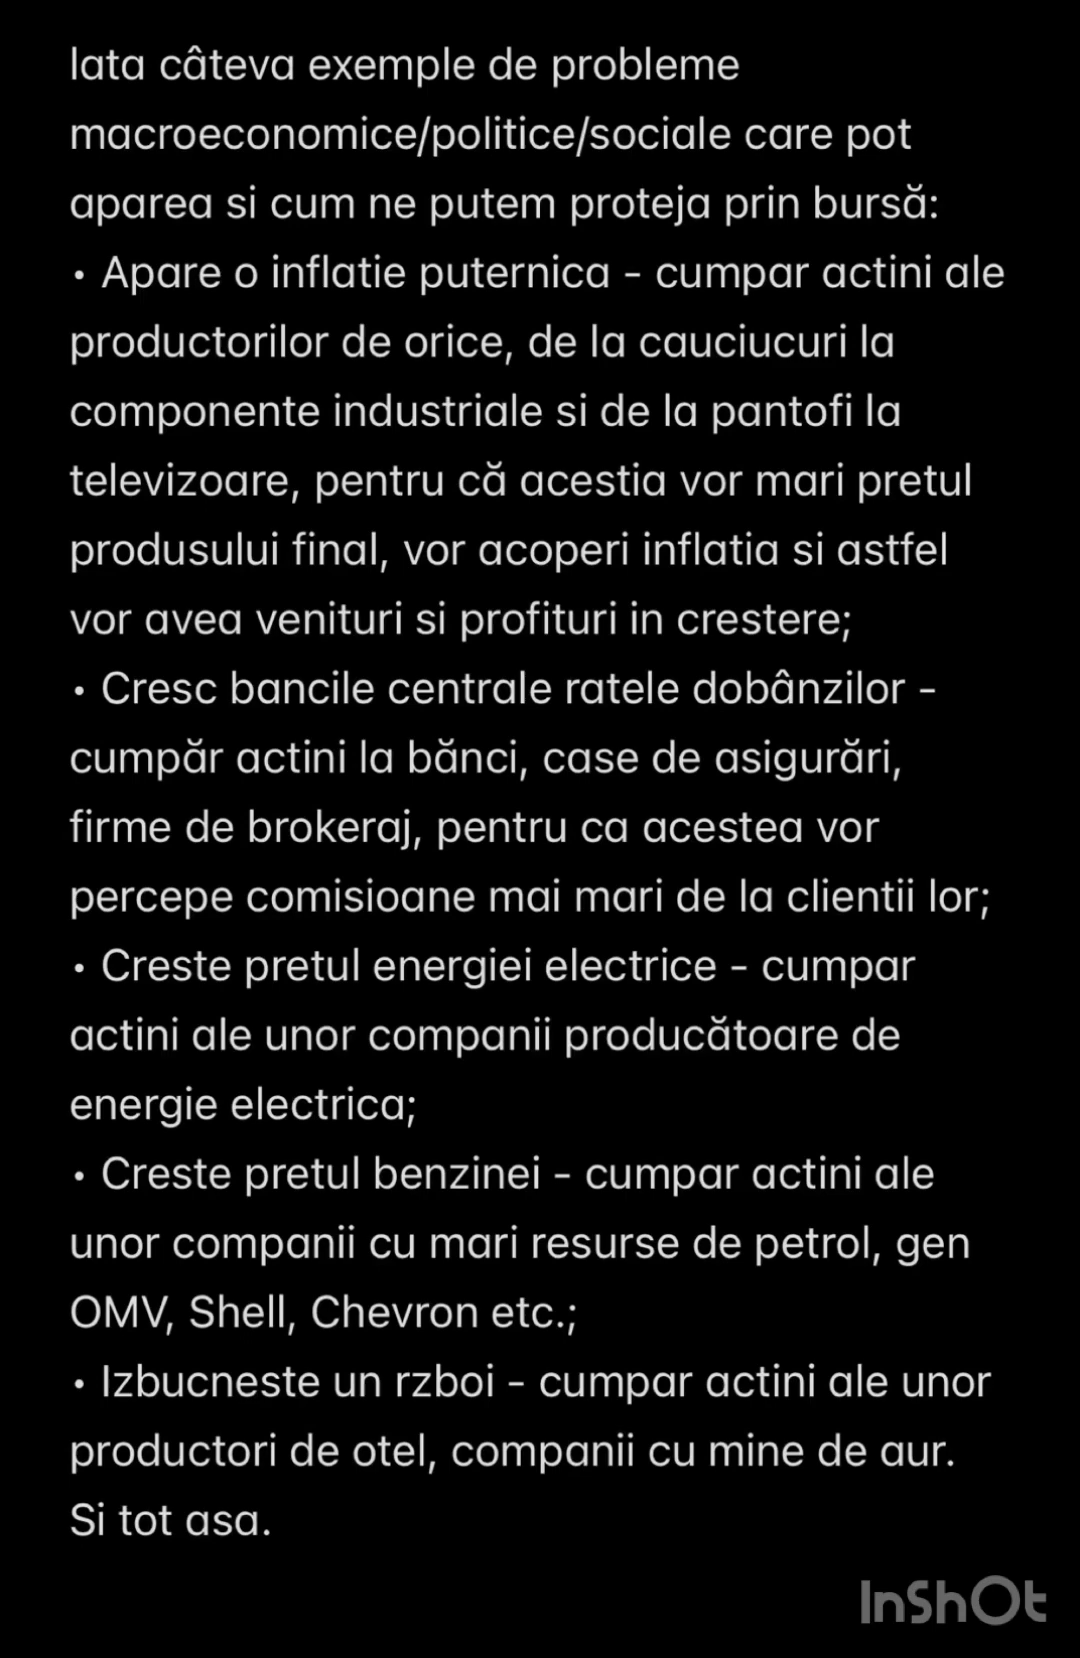 Iata câteva exemple de probleme
macroeconomice/politice/sociale care pot
aparea si cum ne putem proteja prin bursă:
• Apare o inflatie puternica - cumpar actini ale
productorilor de orice, de la cauciucuri la
componente industriale si de la pantofi la
televizoare, pentru că acestia vor mari pretul
produsului final, vor acoperi inflatia si astfel
vor avea venituri si profituri in crestere;
• Cresc bancile centrale ratele dobânzilor -
cumpăr actini la bănci, case de asigurări,
firme de brokeraj, pentru ca acestea vor
percepe comisioane mai mari de la clientii lor;
• Creste pretul energiei electrice - cumpar
actini ale unor companii producătoare de
energie electrica;
• Creste pretul benzinei - cumpar actini ale
unor companii cu mari resurse de petrol, gen
OMV, Shell, Chevron etc.;
• Izbucneste un rzboi - cumpar actini ale unor
productori de otel, companii cu mine de aur.
Si tot asa.
InShOt